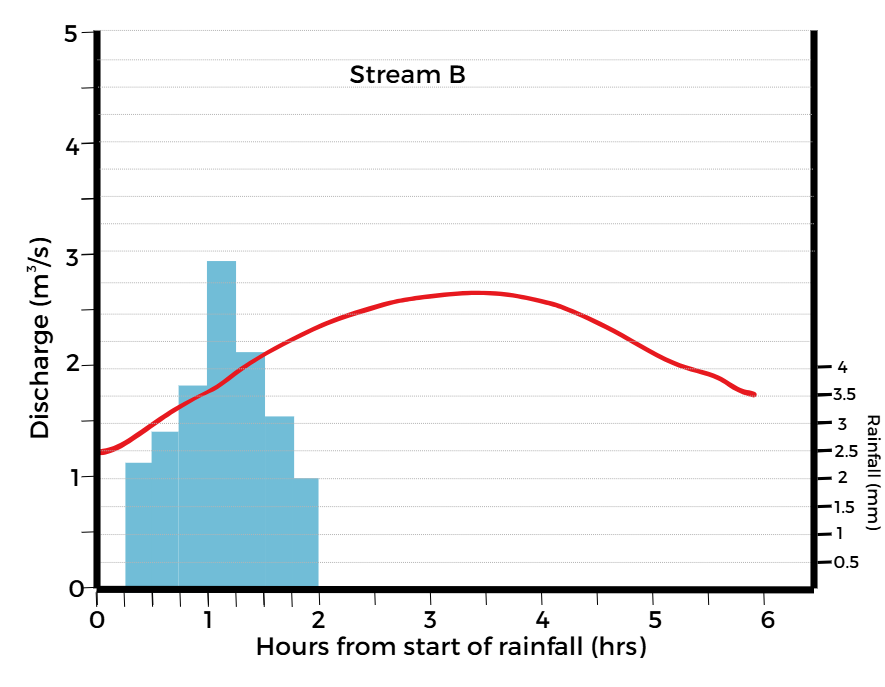 Stream B
5
4
3
2
1
0
Discharge (m³/s)
4
3.5
3
2.5
2
1.5
1
0.5
Rainfall (mm)
0 1 2 3 4 5 6
Hours from start of rainfall (hrs)